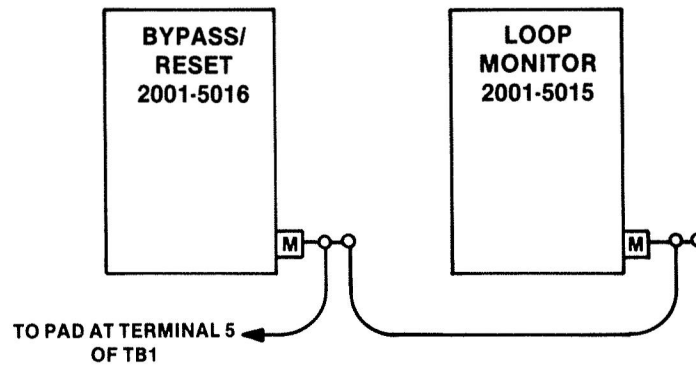 BYPASS/
RESET
2001-5016
LOOP
MONITOR
2001-5015
M
M
TO PAD AT TERMINAL 5
OF TB1